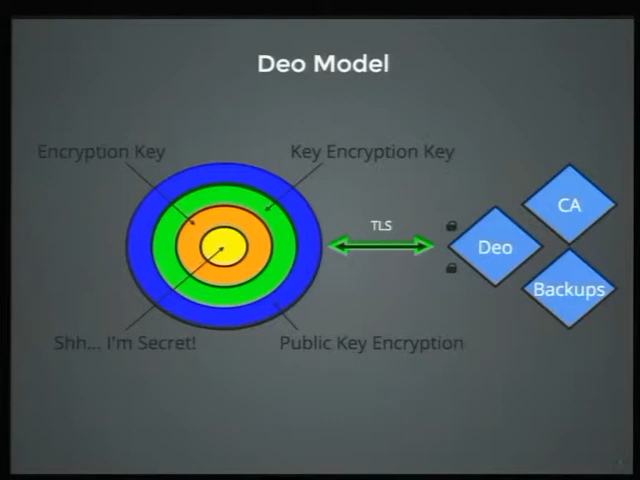 Deo Model
Encryption Key
Key Encryption Key
TLS
CA
Deo
Backups
Shh... I'm Secret!
Public Key Encryption